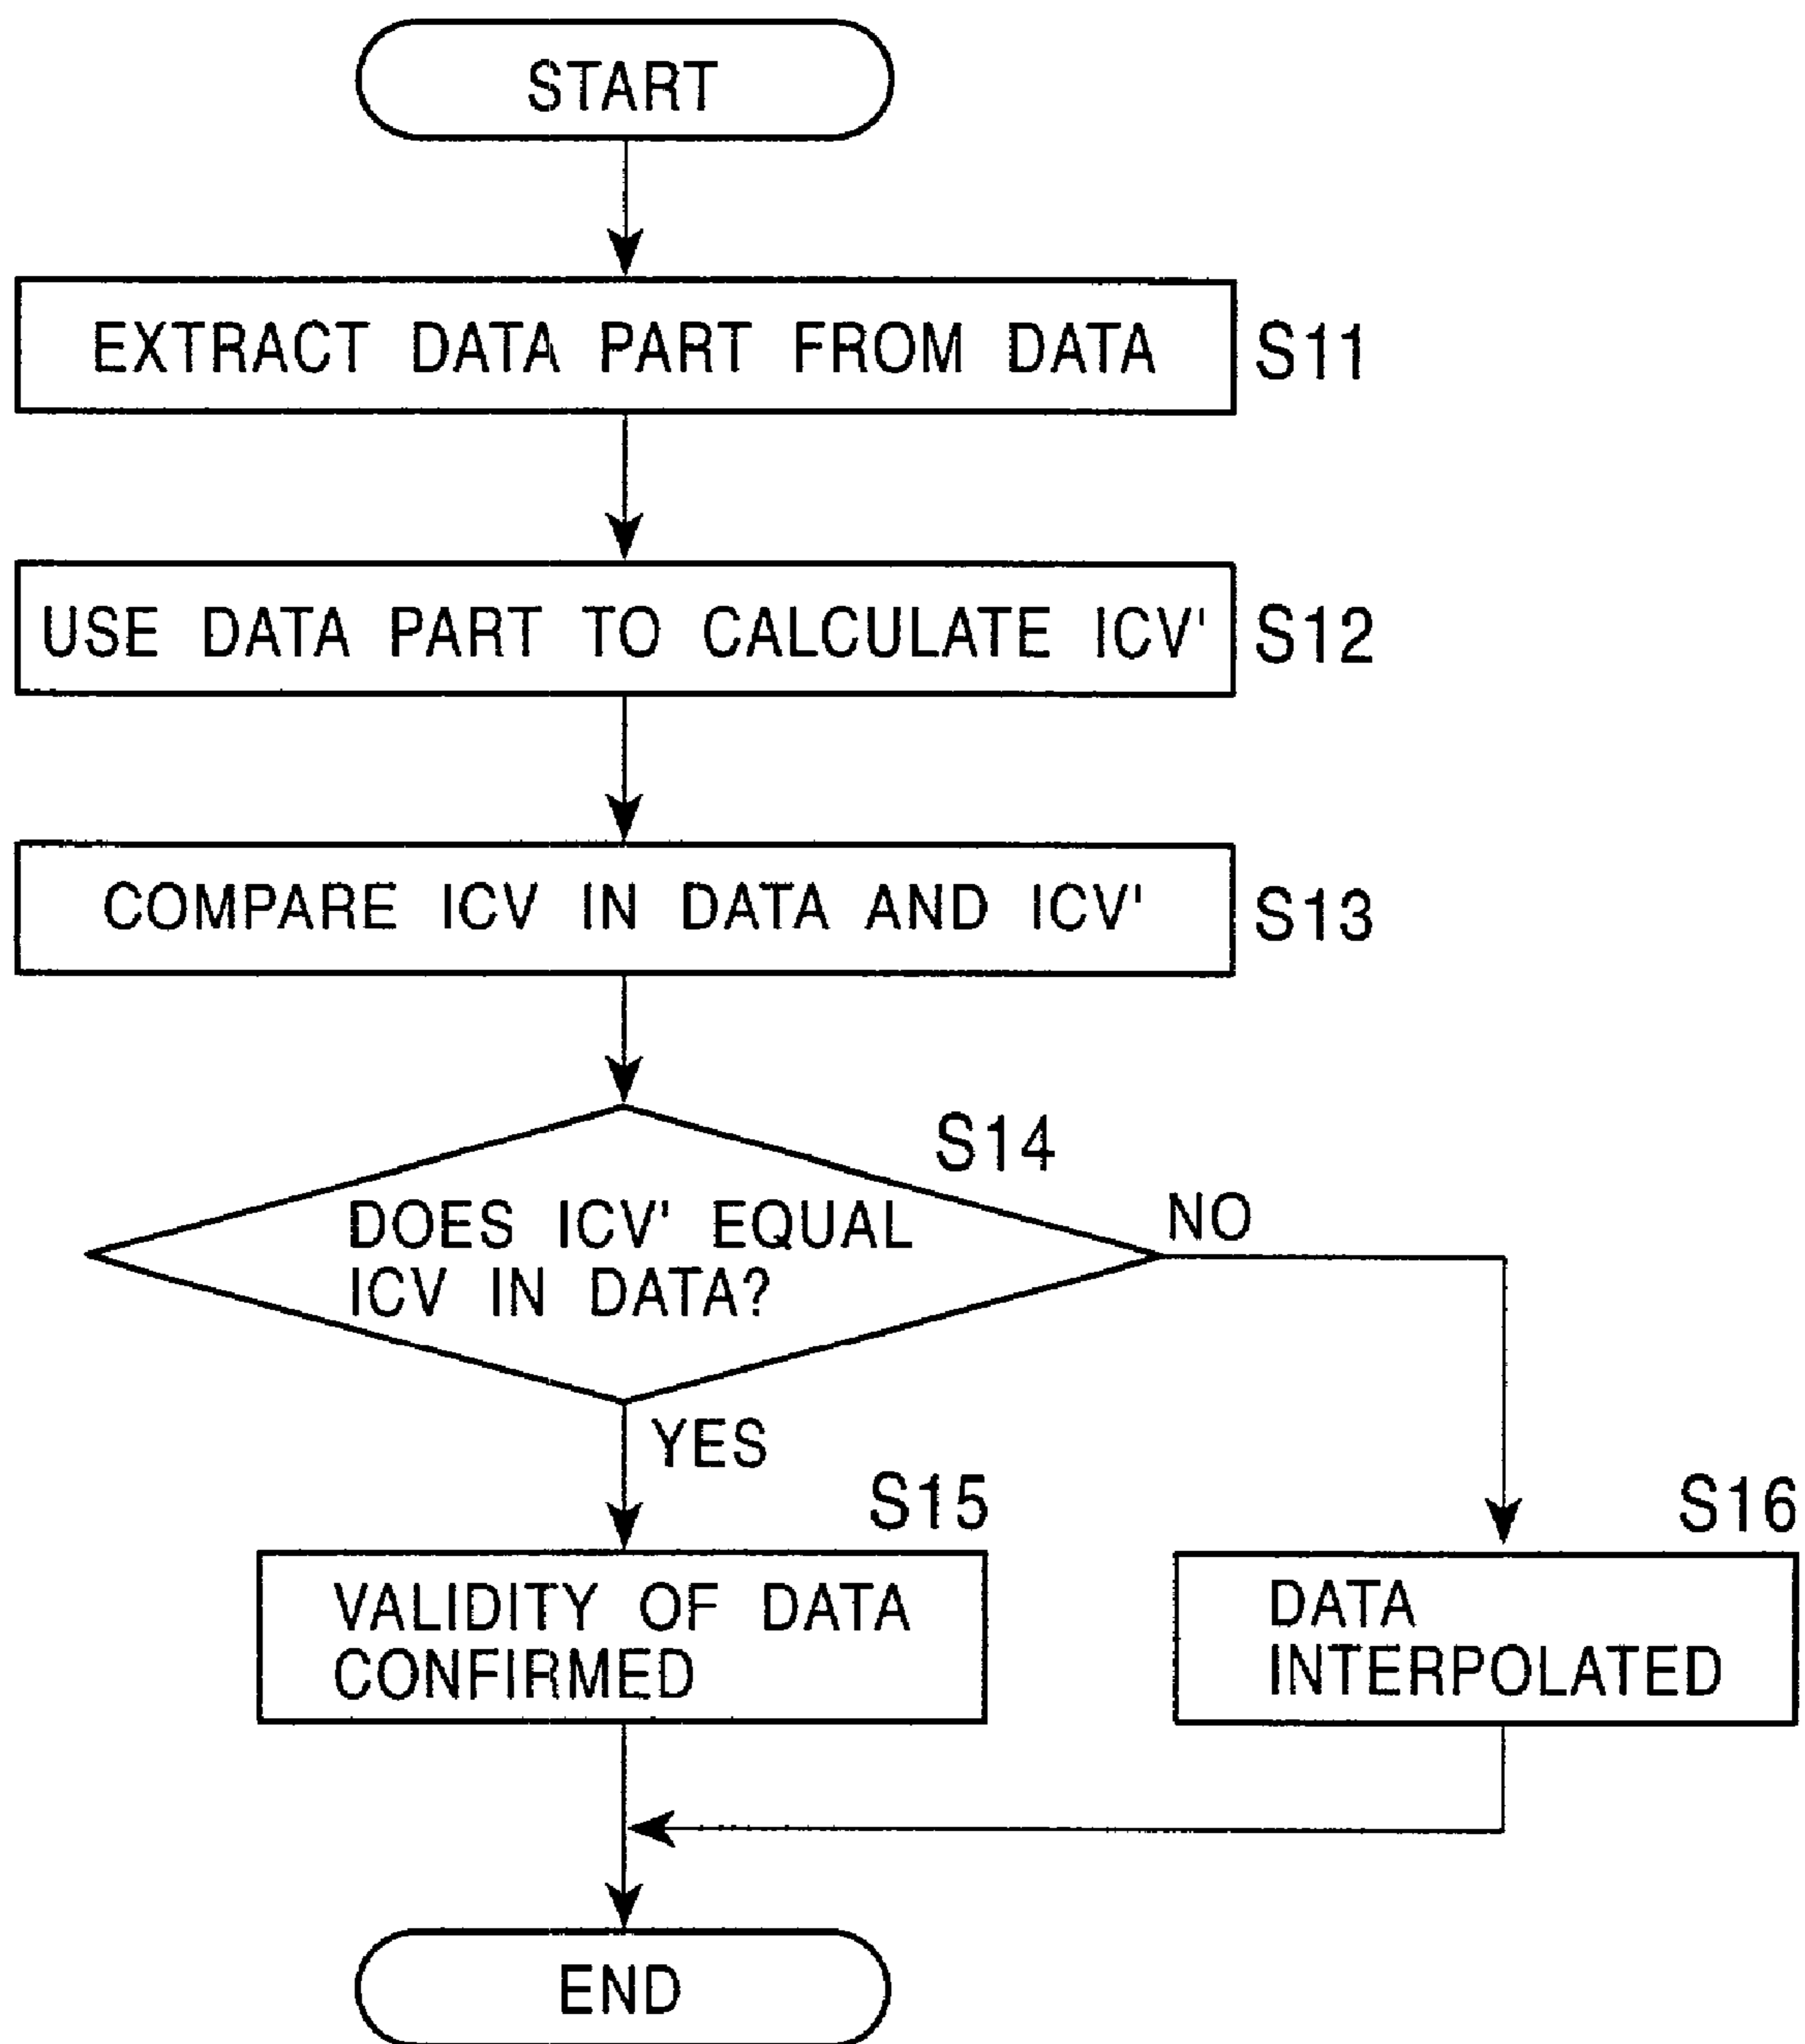 START
EXTRACT DATA PART FROM DATA
S11
USE DATA PART TO CALCULATE ICV'
S12
COMPARE ICV IN DATA AND ICV'
S13
S14
DOES ICV' EQUAL
ICV IN DATA?
NO
YES
S15
VALIDITY OF DATA
CONFIRMED
S16
DATA
INTERPOLATED
END